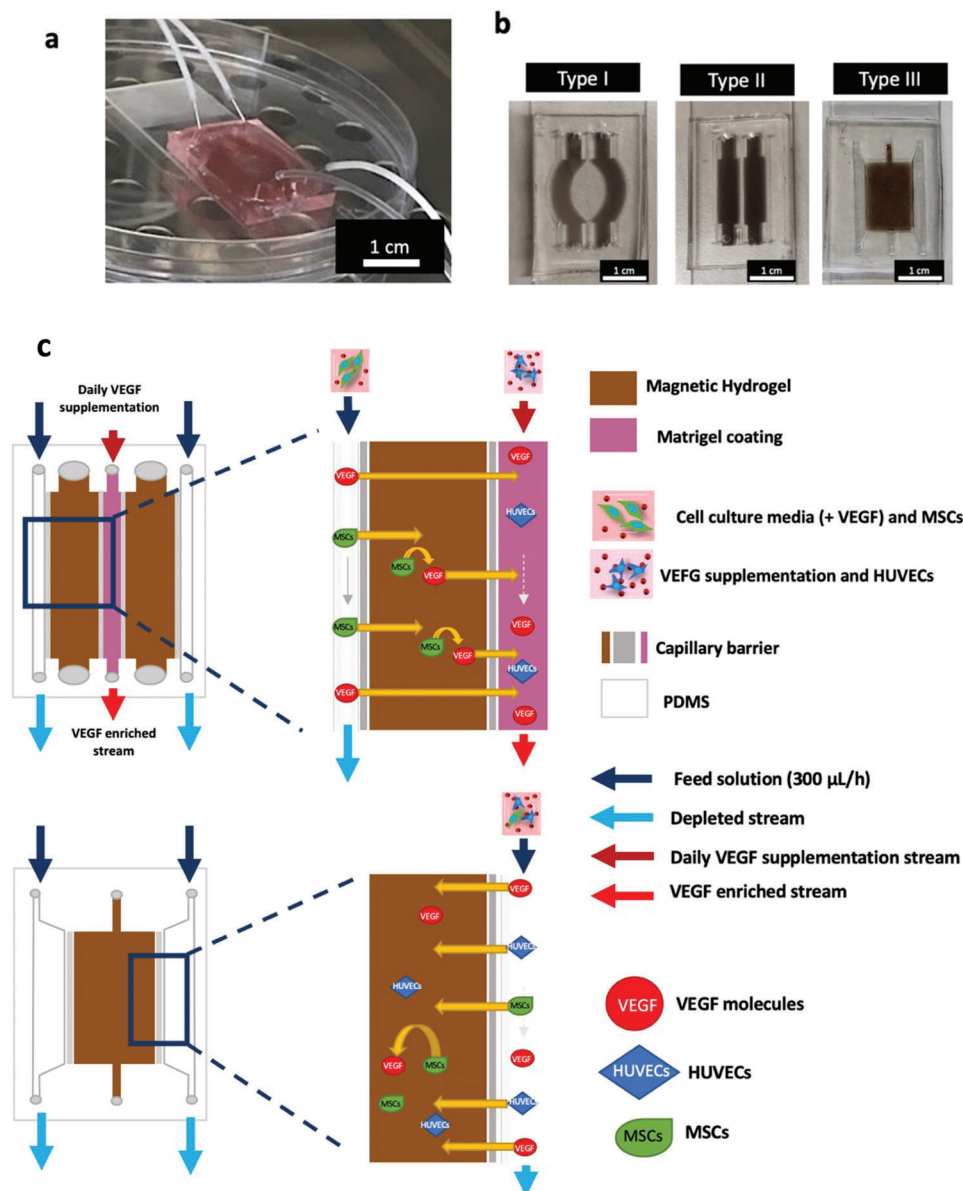 a
1 cm
b
Type I
Type II
Type III
1 cm
1 cm
1 cm
c
Daily VEGF
supplementation
VEGF enriched
stream
VEGF
VEGF
HUVECs
MSCs
MSCs
VEGF
MSCs
VEGF
MSCs
VEGF
HUVECs
VEGF
VEGF
Magnetic Hydrogel
Matrigel coating
Cell culture media (+ VEGF) and MSCs
VEFG supplementation and HUVECs
Capillary barrier
PDMS
Feed solution (300 µL/h)
Depleted stream
Daily VEGF supplementation stream
VEGF enriched stream
VEGF
VEGF
HUVECs
HUVECs
MSCs
VEGF
MSCs
VEGF
MSCs
HUVECs
HUVECs
VEGF
VEGF
VEGF molecules
HUVECs
HUVECs
MSCs
MSCs